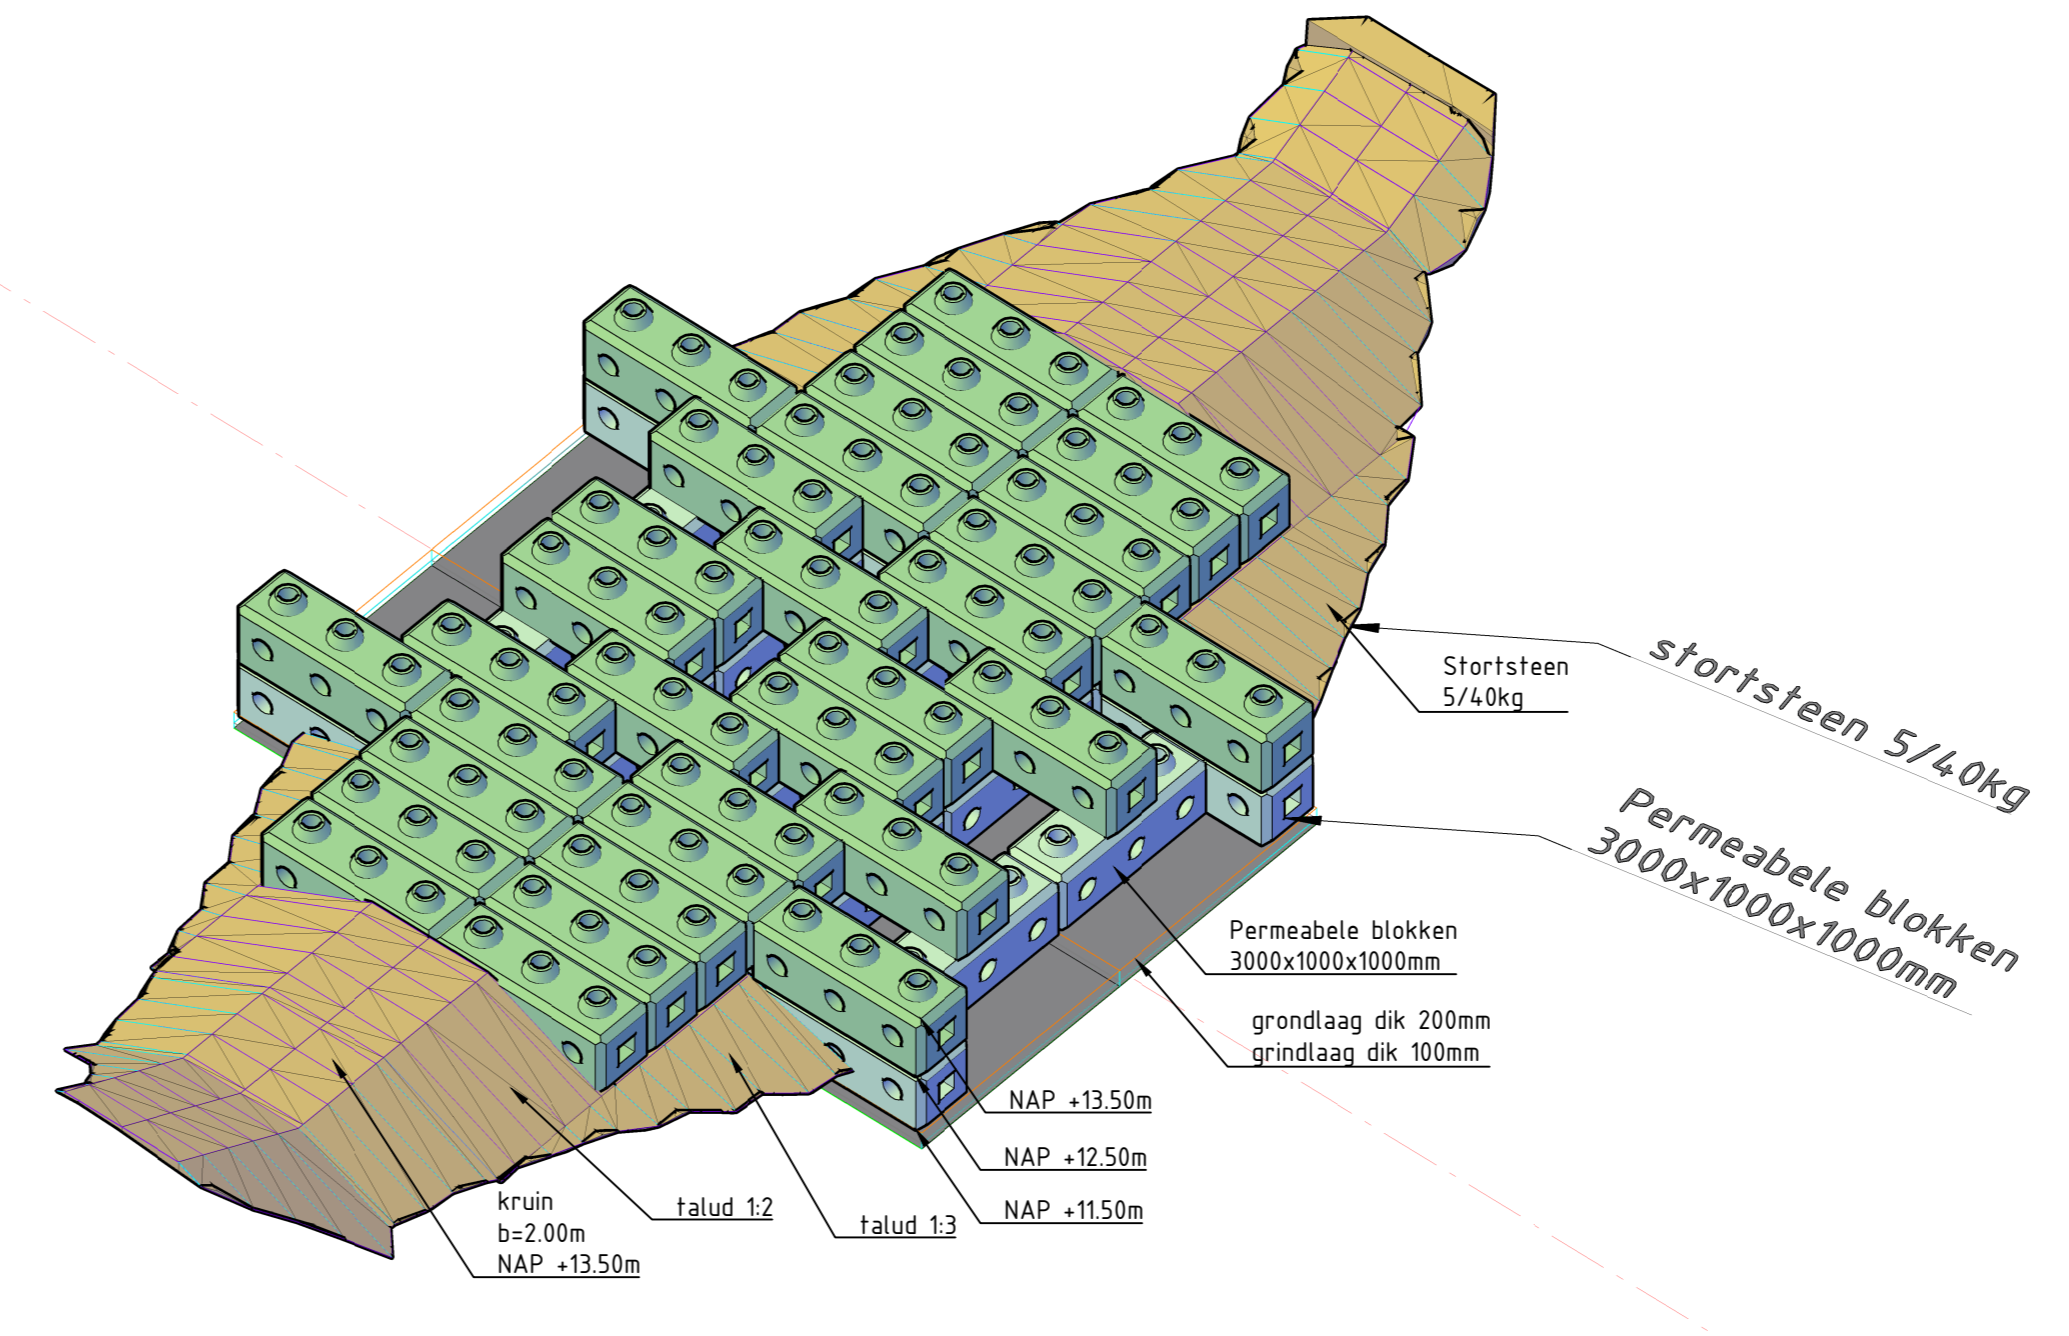 Stortsteen
5/40kg
stortsteen 5/40kg
Permeabele blokken
3000x1000x1000mm
Permeabele blokken
3000x1000x1000mm
grondlaag dik 200mm
grindlaag dik 100mm
NAP +13.50m
NAP +12.50m
NAP +11.50m
talud 1:2
talud 1:3
kruin
b=2.00m
NAP +13.50m